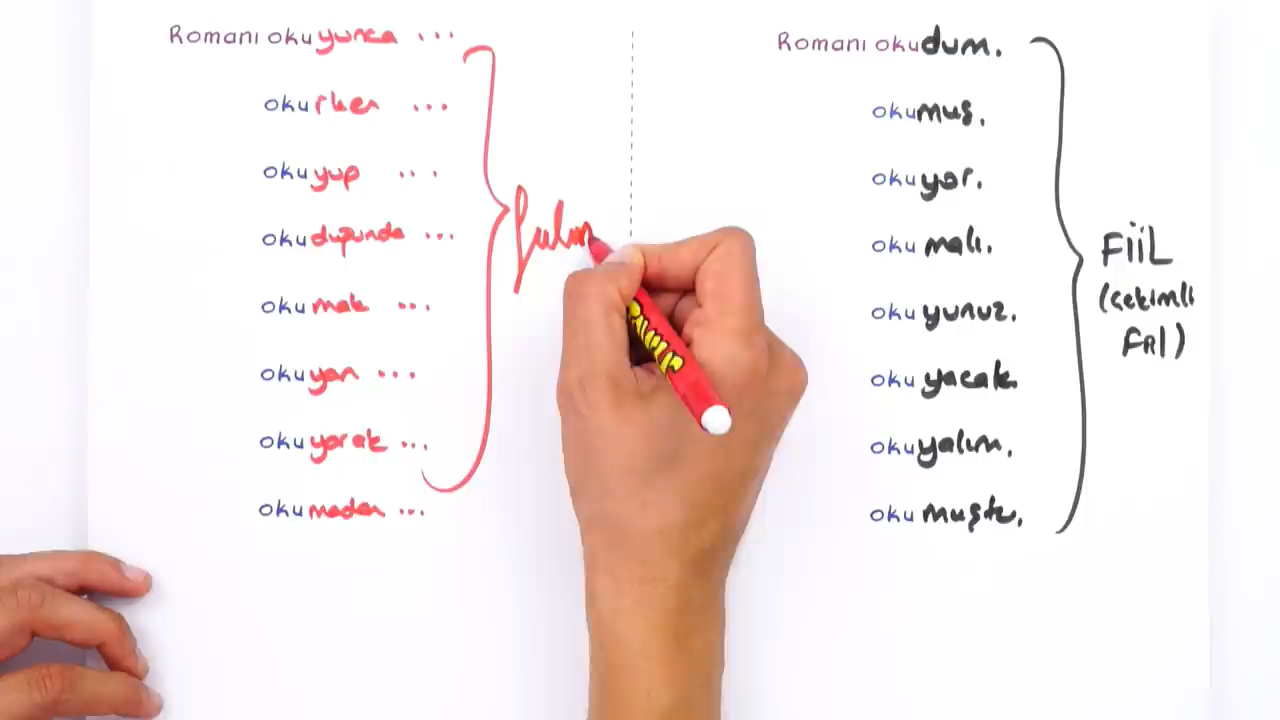 Romanı okuyunca ...
okurken ...
okuyup ...
okuduğunda ...
okumak ...
okuyan ...
okuyarak ...
okumadan ...
Romanı okudum.
okumuş.
okuyor.
okumalı.
okuyunuz.
okuyacak.
okuyalım.
okumuştu.
FiiL
(çekimli
Fiil)